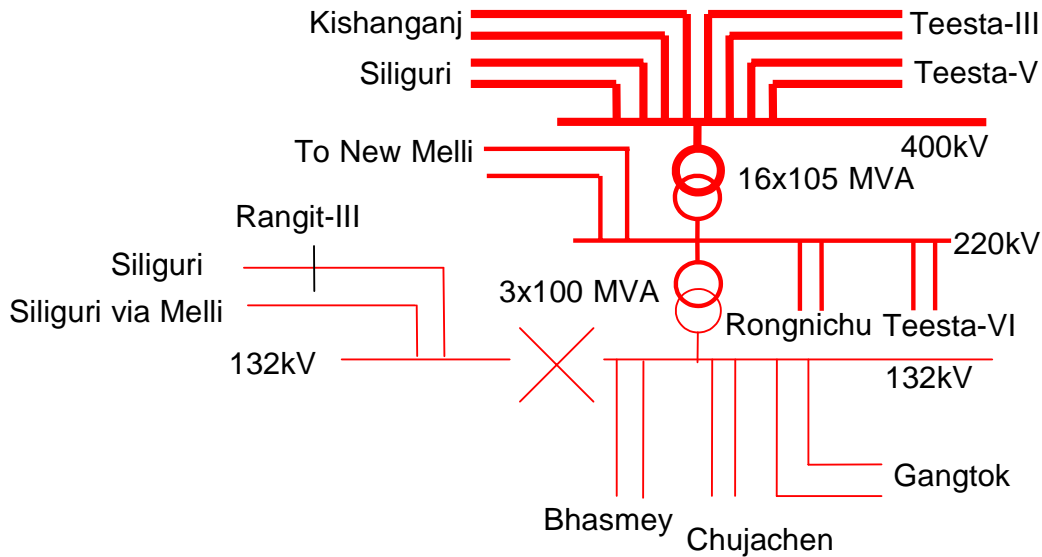 Kishanganj
Teesta-III
Siliguri
Teesta-V
400kV
To New Melli
16x105 MVA
Rangit-III
220kV
Siliguri
3x100 MVA
Siliguri via Melli
Rongnichu
Teesta-VI
132kV
132kV
Gangtok
Bhasmey
Chujachen